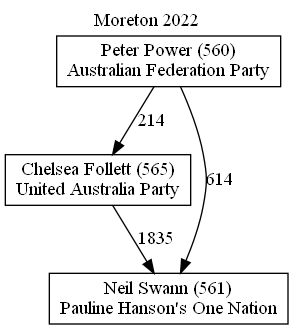 Moreton 2022
Peter Power (560)
Australian Federation Party
214
Chelsea Follett (565)
United Australia Party
614
1835
Neil Swann (561)
Pauline Hanson's One Nation